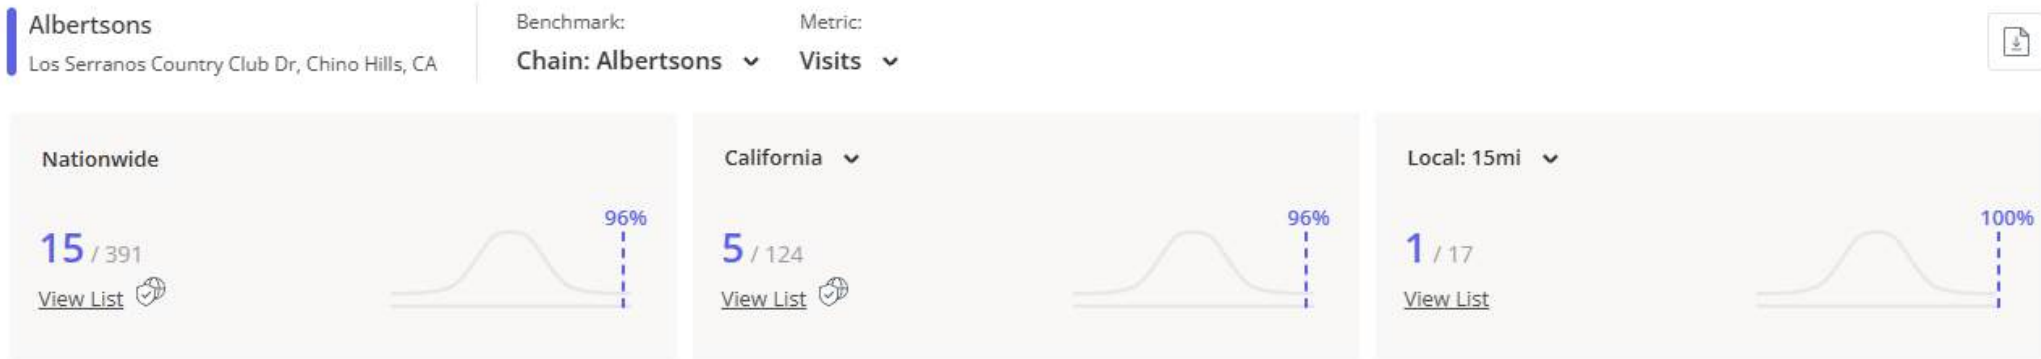 Albertsons
Los Serranos Country Club Dr, Chino Hills, CA
Benchmark:
Chain: Albertsons
Metric:
Visits
Nationwide
96%
15 / 391
View List
California
96%
5 / 124
View List
Local: 15mi
100%
1 / 17
View List